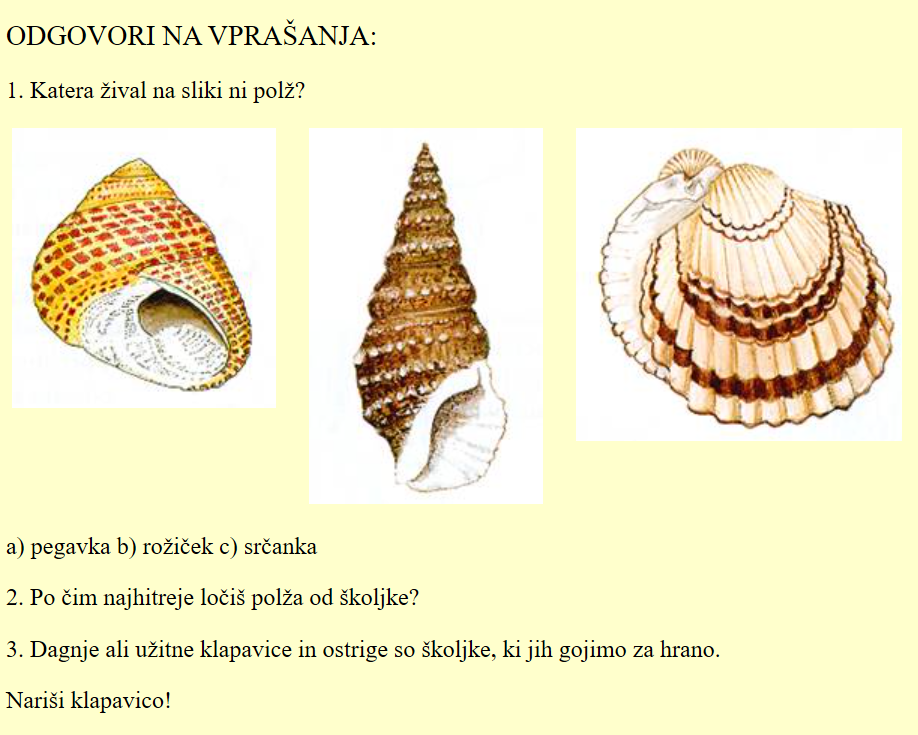 ODGOVORI NA VPRAŠANJA:
1. Katera žival na sliki ni polž?
a) pegavka b) rožiček c) srčanka
2. Po čim najhitreje ločiš polža od školjke?
3. Dagnje ali užitne klapavice in ostrige so školjke, ki jih gojimo za hrano.
Nariši klapavico!